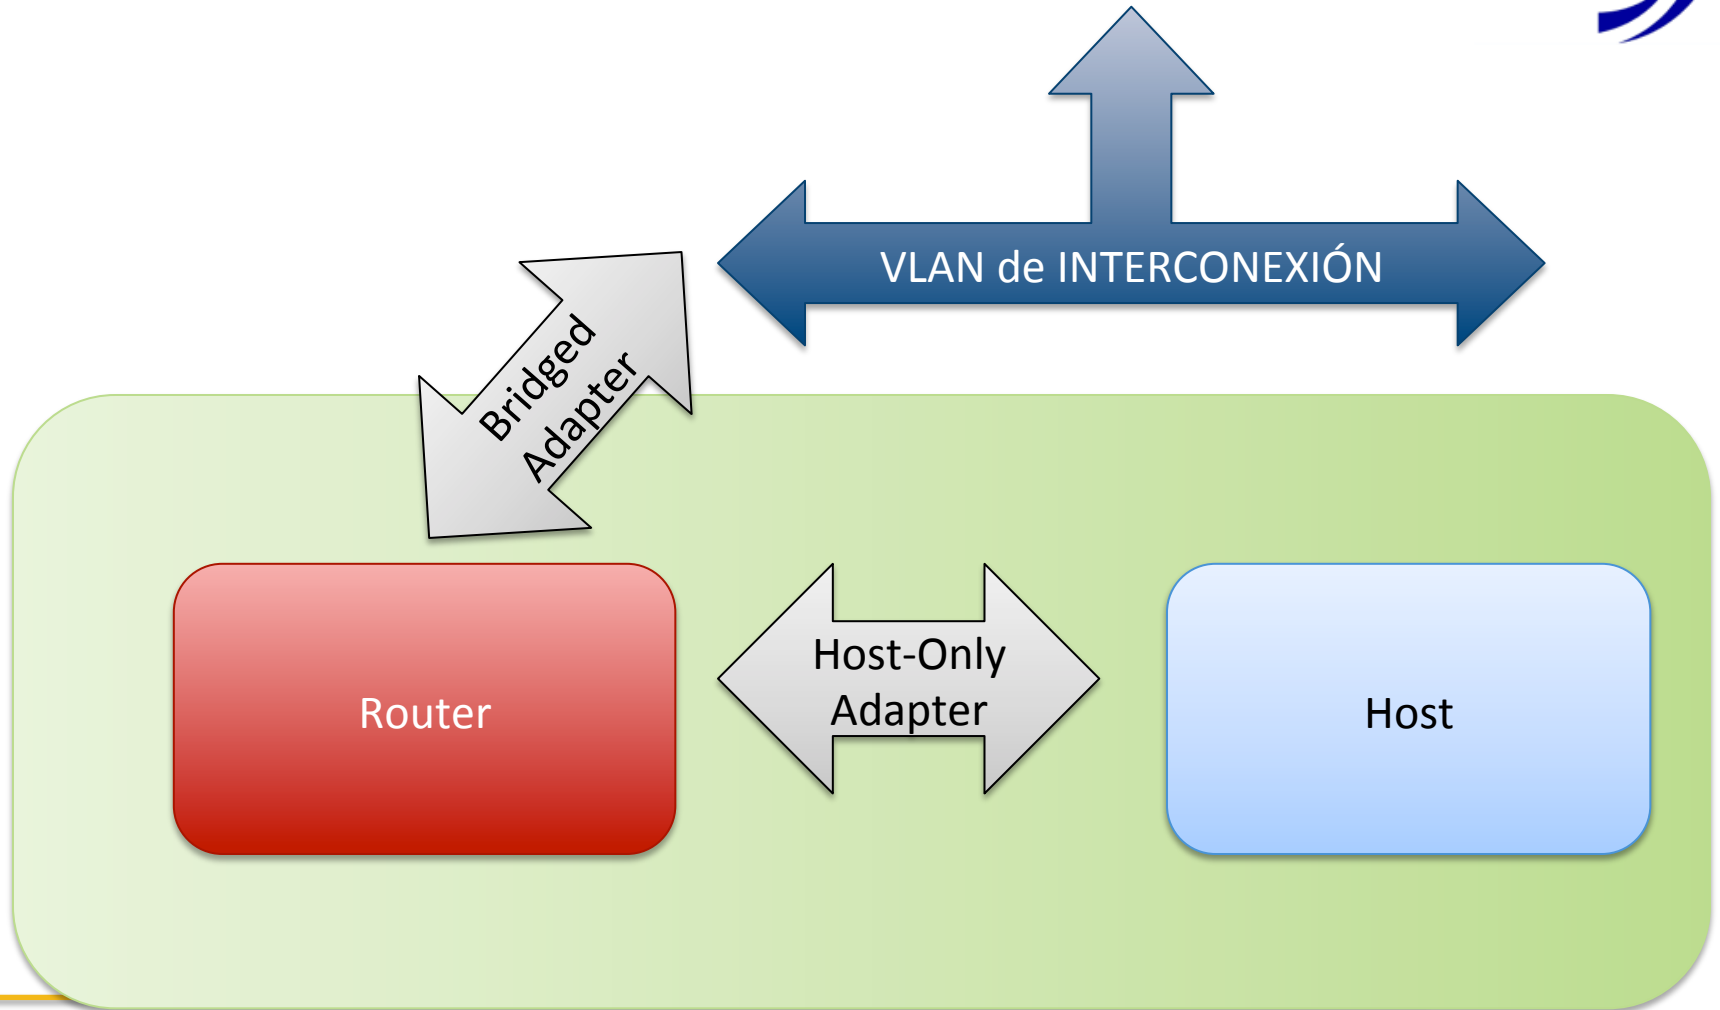 VLAN de INTERCONEXIÓN
Bridged
Adapter
Host-Only
Adapter
Router
Host